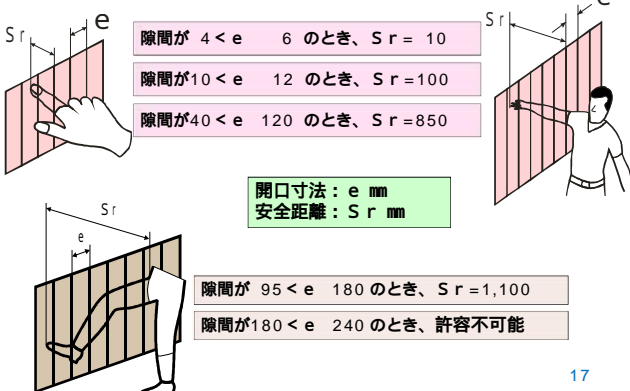 Sr
e
隙間が 4<e 6 のとき、Sr= 10
隙間が10<e 12 のとき、Sr=100
隙間が40<e 120 のとき、Sr=850
Sr
e
開口寸法：e mm
安全距離：Sr mm
Sr
e
隙間が 95<e 180 のとき、Sr=1,100
隙間が180<e 240 のとき、許容不可能
17